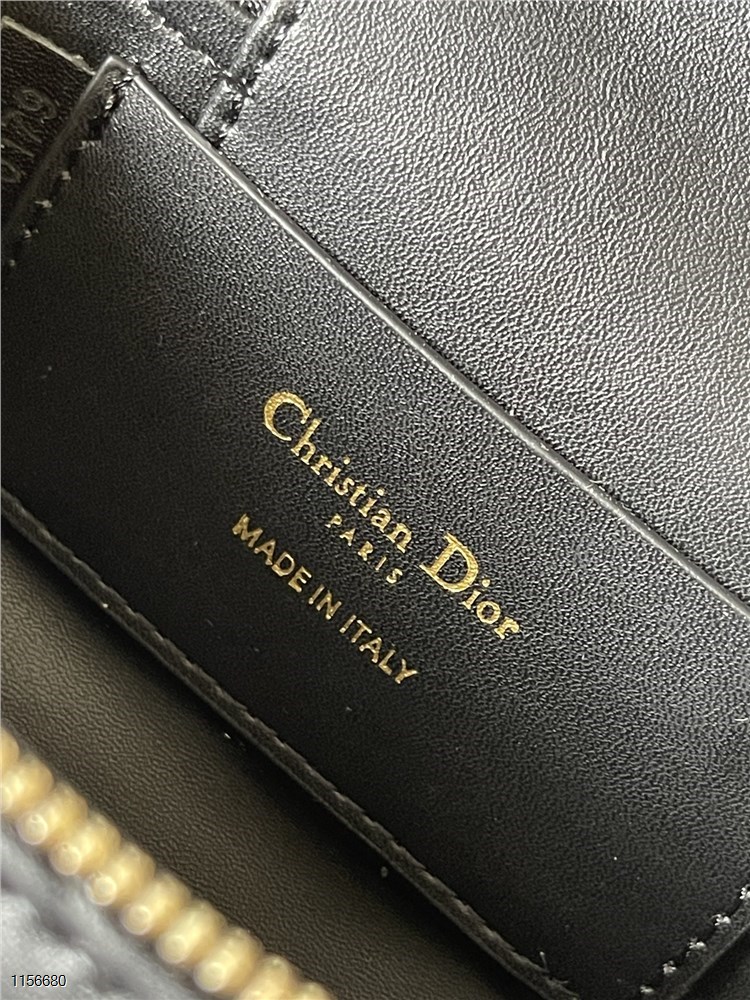 Christian Dior
PARIS
MADE IN ITALY
1156680